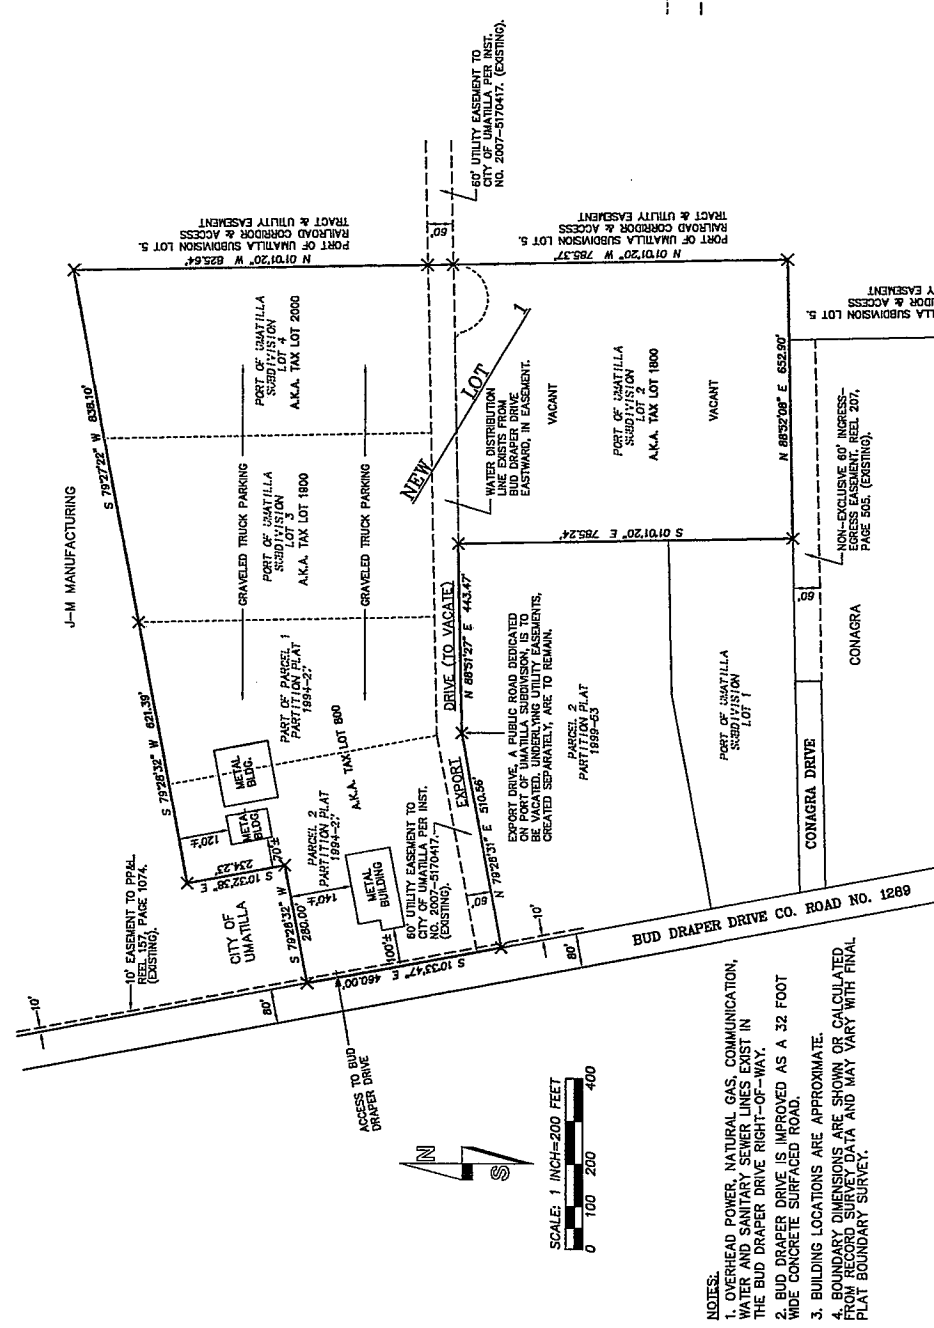 J-M MANUFACTURING
S 79°27'22" W  838.10'
S 79°28'32" W  621.39'
10' EASEMENT TO PP&L
REEL 157, PAGE 1074.
(EXISTING).
10'
CITY OF
UMATILLA
S 10°32'38" E
234.23
S 79°28'32" W
280.00'
120'±
70'±
140'±
100'±
METAL
BLDG.
METAL
BLDG.
METAL
BUILDING
PARCEL 2
PARTITION PLAT
1994-27
A.K.A. TAX LOT 800
PART OF PARCEL 1
PARTITION PLAT
1994-27
GRAVELED TRUCK PARKING
GRAVELED TRUCK PARKING
PORT OF UMATILLA
SUBDIVISION
LOT 3
A.K.A. TAX LOT 1900
PORT OF UMATILLA
SUBDIVISION
LOT 4
A.K.A. TAX LOT 2000
PORT OF UMATILLA SUBDIVISION LOT 5.
RAILROAD CORRIDOR & ACCESS
TRACT & UTILITY EASEMENT
N 01°01'20" W  825.64'
60' UTILITY EASEMENT TO
CITY OF UMATILLA PER INST.
NO. 2007-5170417. (EXISTING).
60'
NEW LOT 1
60' UTILITY EASEMENT TO
CITY OF UMATILLA PER INST.
NO. 2007-5170417.
(EXISTING).
EXPORT DRIVE (TO VACATE)
N 79°26'31" E  510.56'
N 88°51'27" E  443.47'
60'
WATER DISTRIBUTION
LINE EXISTS FROM
BUD DRAPER DRIVE
EASTWARD, IN EASEMENT.
VACANT
PORT OF UMATILLA
SUBDIVISION
LOT 2
A.K.A. TAX LOT 1800
VACANT
PORT OF UMATILLA SUBDIVISION LOT 5.
RAILROAD CORRIDOR & ACCESS
TRACT & UTILITY EASEMENT
N 01°01'20" W  785.37'
S 01°01'20" E  785.24'
N 88°52'08" E  652.90'
EXPORT DRIVE, A PUBLIC ROAD DEDICATED
ON PORT OF UMATILLA SUBDIVISION, IS TO
BE VACATED. UNDERLYING UTILITY EASEMENTS,
CREATED SEPARATELY, ARE TO REMAIN.
PARCEL 2
PARTITION PLAT
1999-53
PORT OF UMATILLA
SUBDIVISION
LOT 1
S 10°33'47" E  460.00'
10'
80'
80'
ACCESS TO BUD
DRAPER DRIVE
BUD DRAPER DRIVE CO. ROAD NO. 1289
CONAGRA DRIVE
60'
CONAGRA
NON-EXCLUSIVE 60' INGRESS-
EGRESS EASEMENT, REEL 207,
PAGE 505. (EXISTING).
LLA SUBDIVISION LOT 5.
DOR & ACCESS
Y EASEMENT
N
S
SCALE: 1 INCH=200 FEET
0 100 200 400
NOTES:
1. OVERHEAD POWER, NATURAL GAS, COMMUNICATION,
WATER AND SANITARY SEWER LINES EXIST IN
THE BUD DRAPER DRIVE RIGHT-OF-WAY.
2. BUD DRAPER DRIVE IS IMPROVED AS A 32 FOOT
WIDE CONCRETE SURFACED ROAD.
3. BUILDING LOCATIONS ARE APPROXIMATE.
4. BOUNDARY DIMENSIONS ARE SHOWN OR CALCULATED
FROM RECORD SURVEY DATA AND MAY VARY WITH FINAL
PLAT BOUNDARY SURVEY.